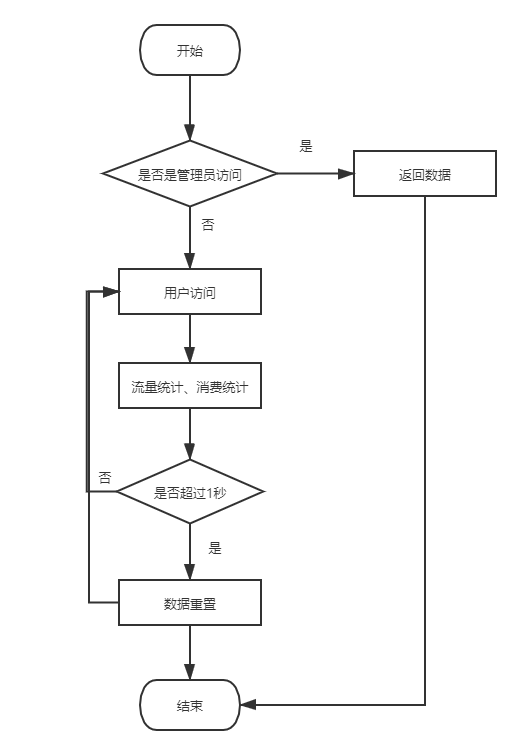 开始
是否是管理员访问
是
返回数据
否
用户访问
流量统计、消费统计
否
是否超过1秒
是
数据重置
结束